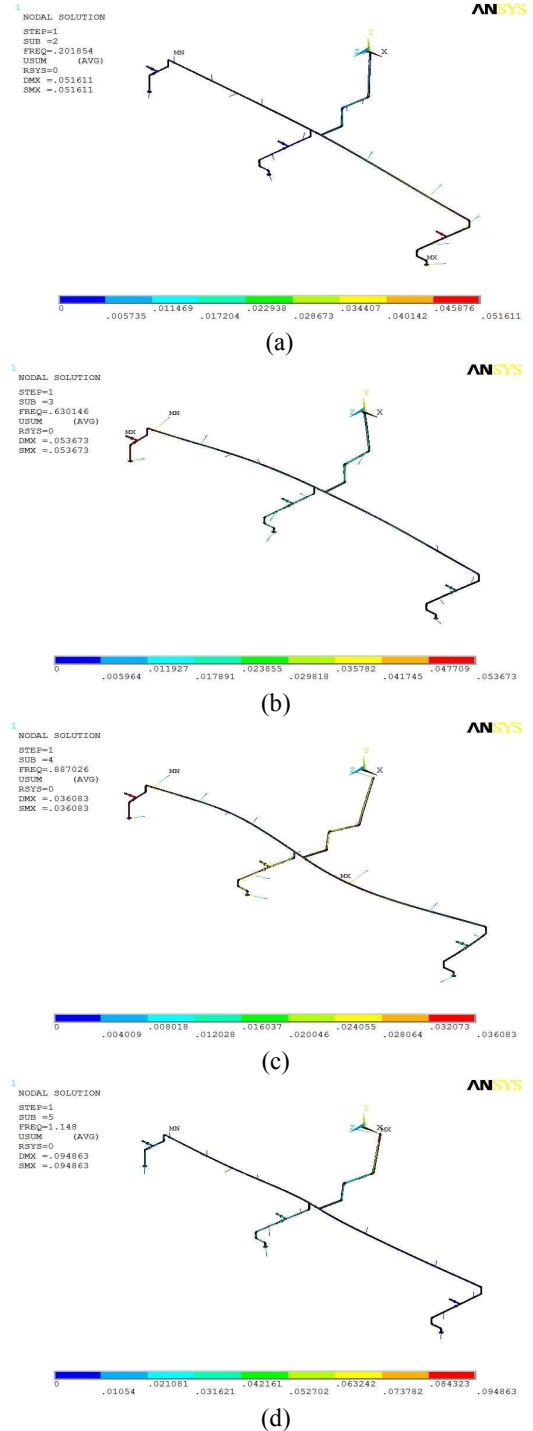 1
NODAL SOLUTION
ANSYS
STEP=1
SUB =2
FREQ=.201854
USUM (AVG)
RSYS=0
DMX =.051611
SMX =.051611
MN
Y
Z X
MX
0 .011469 .022938 .034407 .045876
.005735 .017204 .028673 .040142 .051611
(a)
1
NODAL SOLUTION
ANSYS
STEP=1
SUB =3
FREQ=.630146
USUM (AVG)
RSYS=0
DMX =.053673
SMX =.053673
MX MN
Y
Z X
0 .011927 .023855 .035782 .047709
.005964 .017891 .029818 .041745 .053673
(b)
1
NODAL SOLUTION
ANSYS
STEP=1
SUB =4
FREQ=.887026
USUM (AVG)
RSYS=0
DMX =.036083
SMX =.036083
MN
Y
Z X
MX
0 .008018 .016037 .024055 .032073
.004009 .012028 .020046 .028064 .036083
(c)
1
NODAL SOLUTION
ANSYS
STEP=1
SUB =5
FREQ=1.148
USUM (AVG)
RSYS=0
DMX =.094863
SMX =.094863
MN
Y
Z X MX
0 .021081 .042161 .063242 .084323
.01054 .031621 .052702 .073782 .094863
(d)